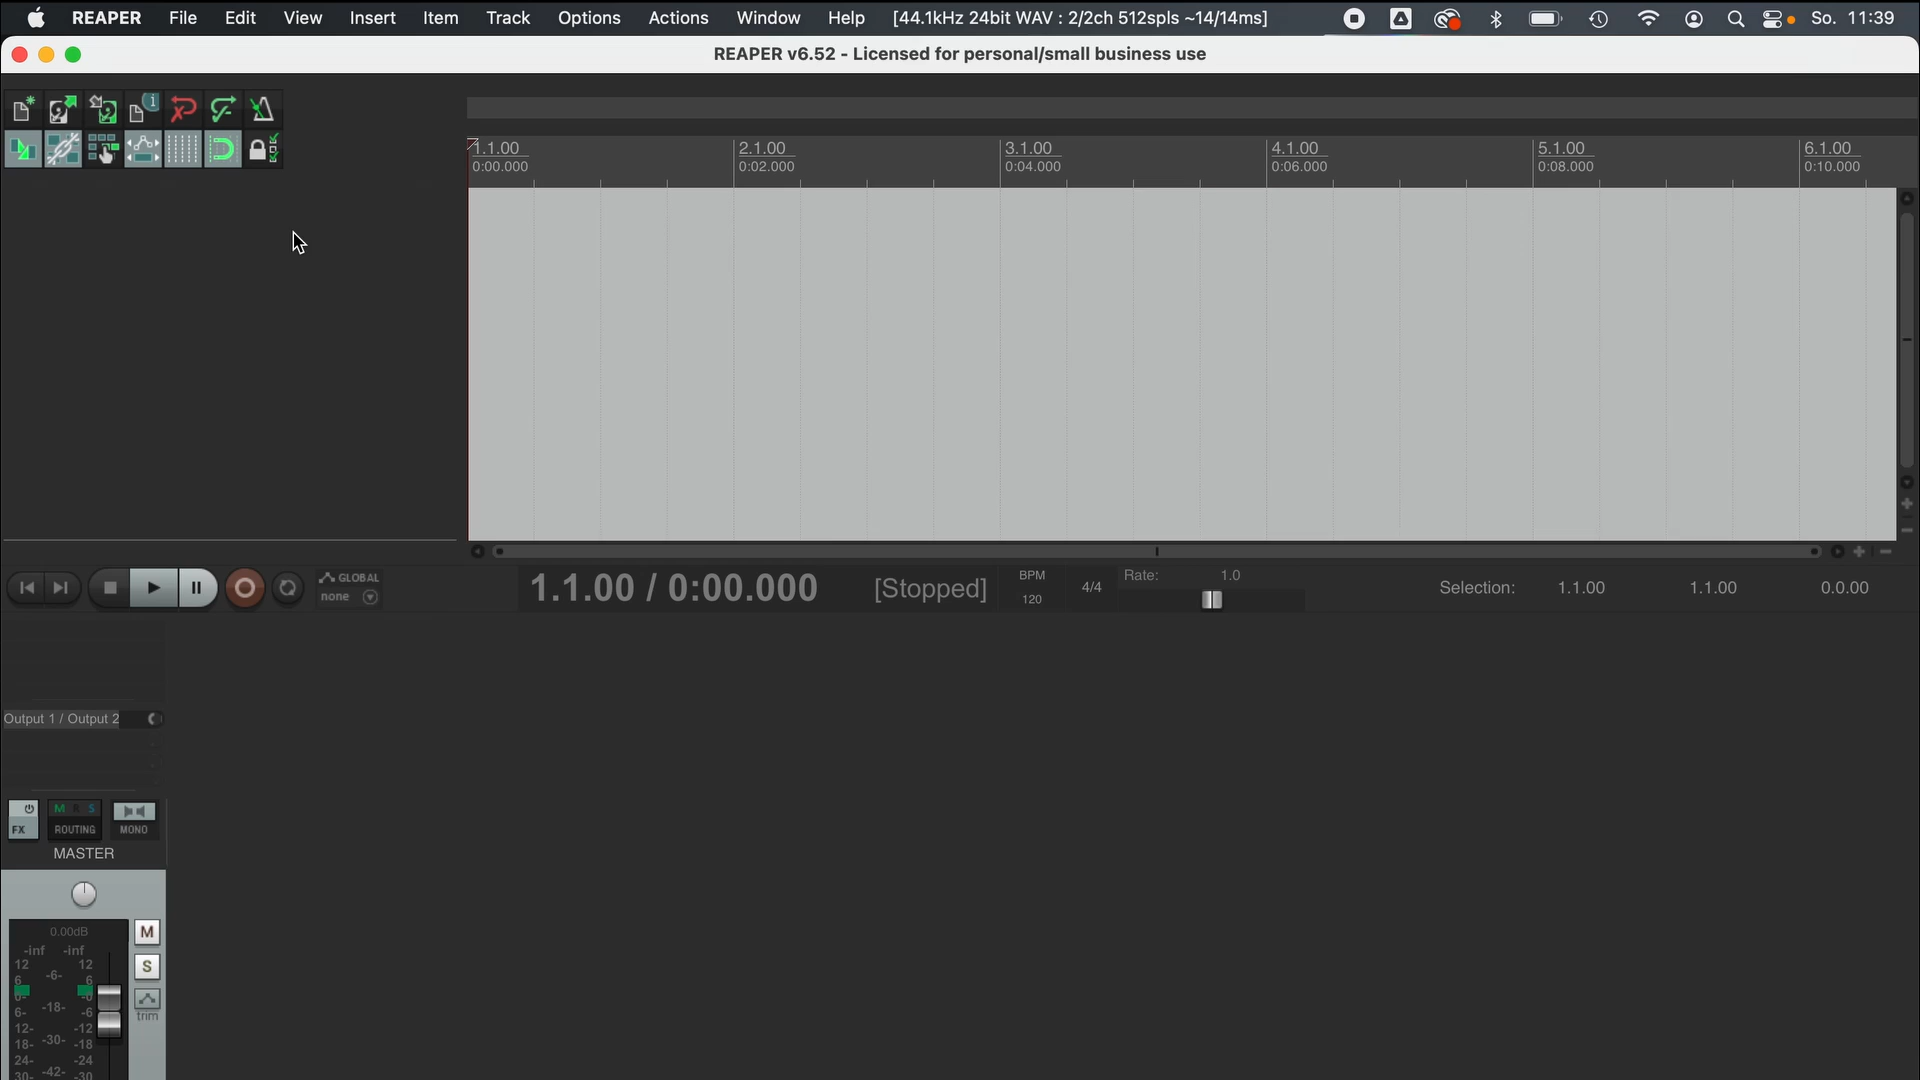 REAPER File Edit View Insert Item Track Options Actions Window Help [44.1kHz 24bit WAV : 2/2ch 512spls ~14/14ms] So. 11:39
REAPER v6.52 - Licensed for personal/small business use
1.1.00 2.1.00 3.1.00 4.1.00 5.1.00 6.1.00
0:00.000 0:02.000 0:04.000 0:06.000 0:08.000 0:10.000
GLOBAL
none
1.1.00 / 0:00.000 [Stopped]
BPM
120
4/4
Rate: 1.0
Selection: 1.1.00 1.1.00 0.0.00
Output 1 / Output 2
FX
M R S
ROUTING
MONO
MASTER
0.00dB
M
-inf -inf
12 12
S
-6-
6 6
0- -0
-18-
6- -6
trim
12- -12
-30-
18- -18
24- -24
-42-
30- -30